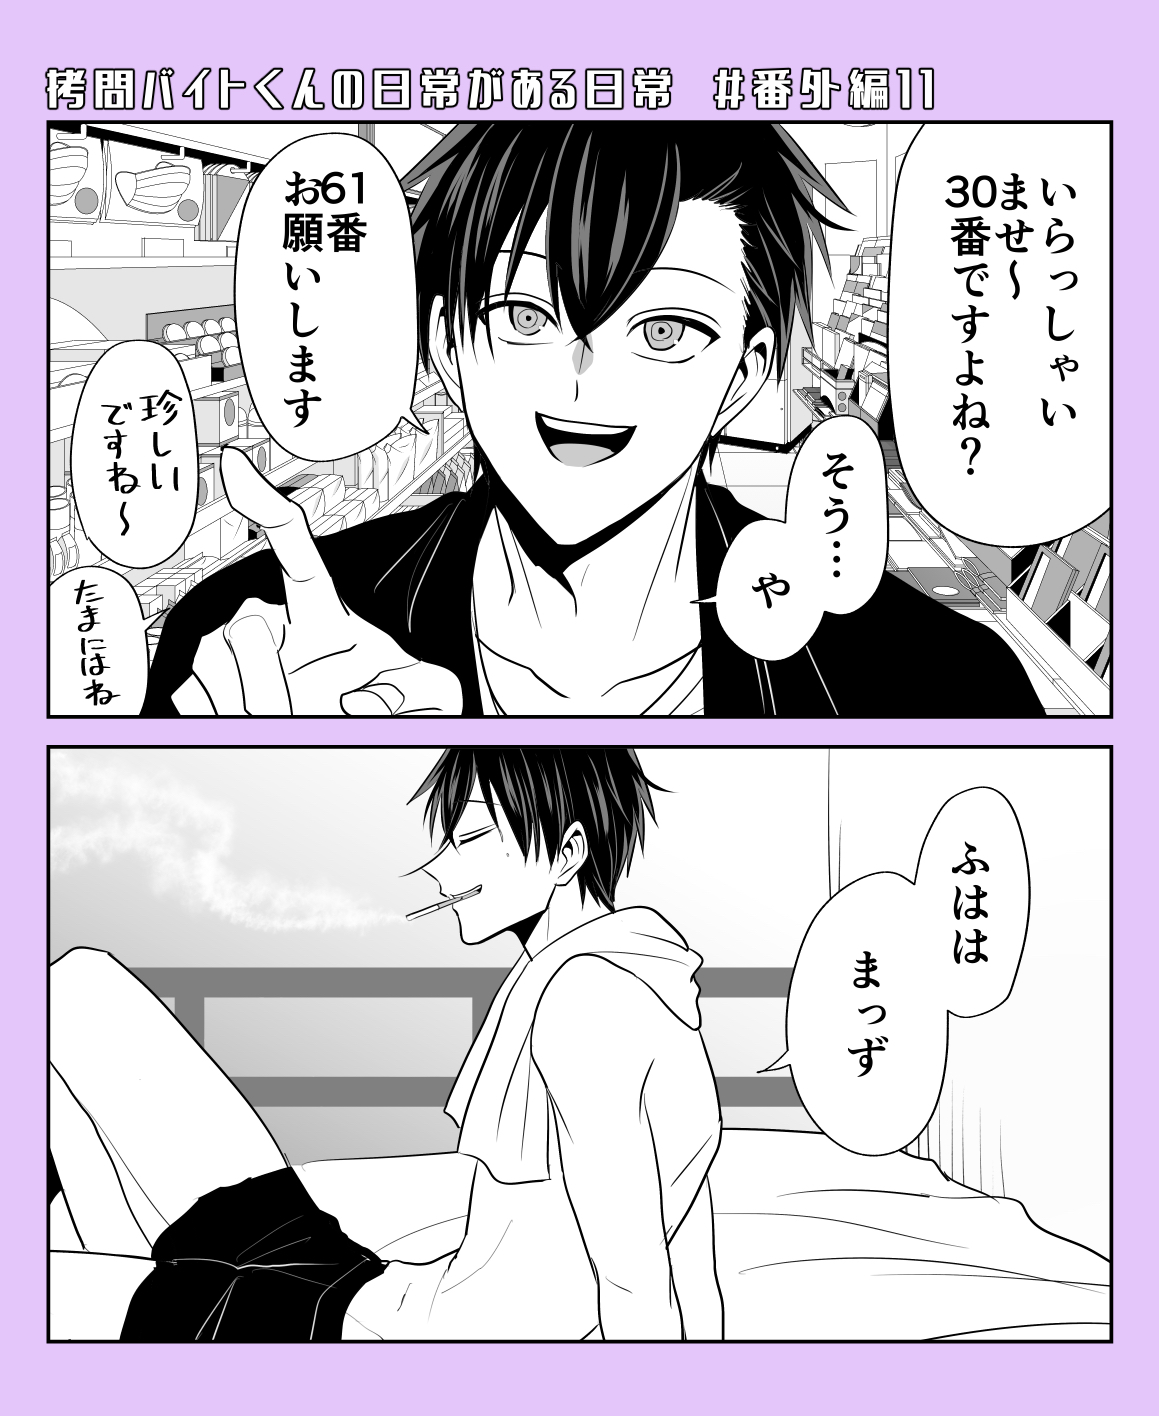 拷問バイトくんの日常がある日常 #番外編11
いらっしゃい
ませ〜
30番ですよね?
そう…
や
61番
お願いします
珍しい
ですね〜
たまにはね
ふはは
まっず